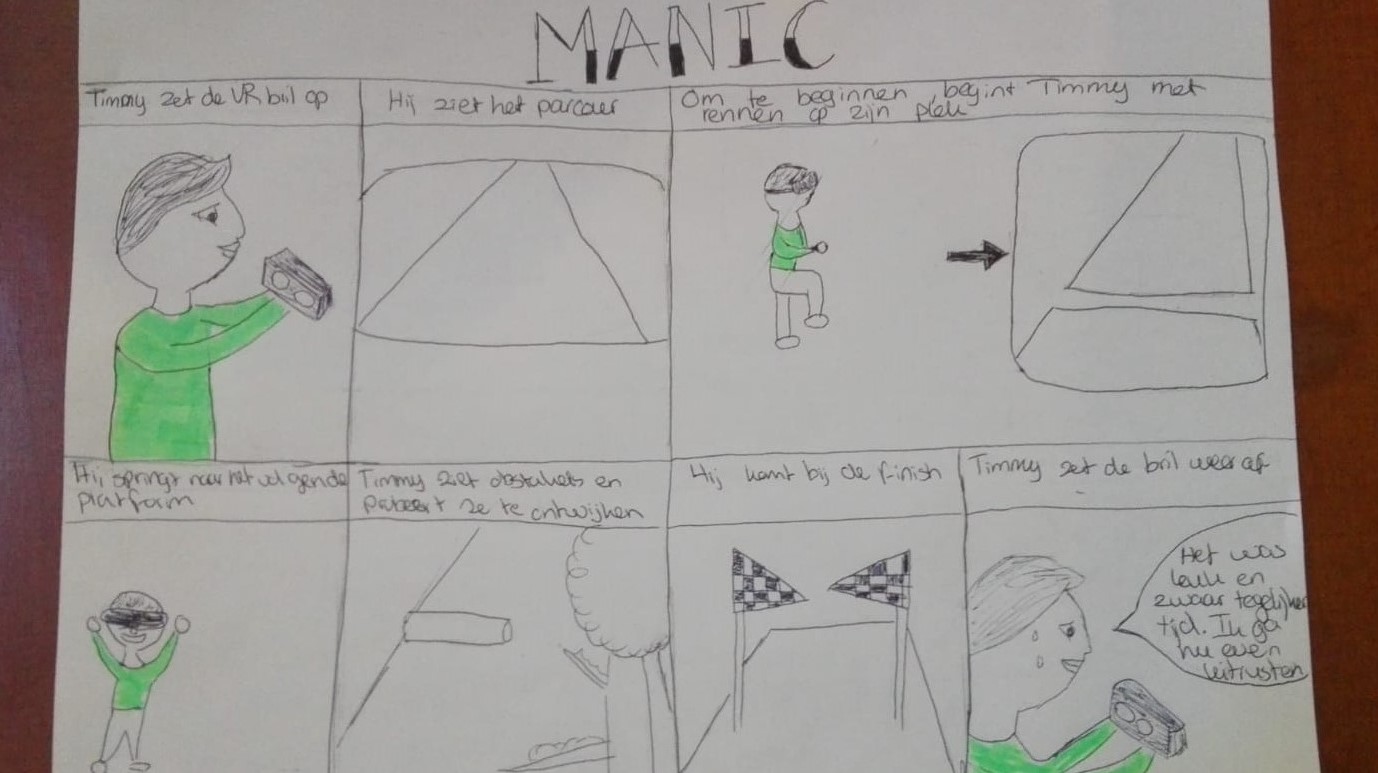 MANIC
Timmy zet de VR bril op
Hij ziet het parcour
Om te beginnen, begint Timmy met
rennen op zijn plek
Hij springt naar het volgende
platform
Timmy ziet obstakels en
probeert ze te ontwijken
Hij komt bij de finish
Timmy zet de bril weer af
Het was
leuk en
zwaar tegelijker
tijd. Ik ga
nu even
uitrusten